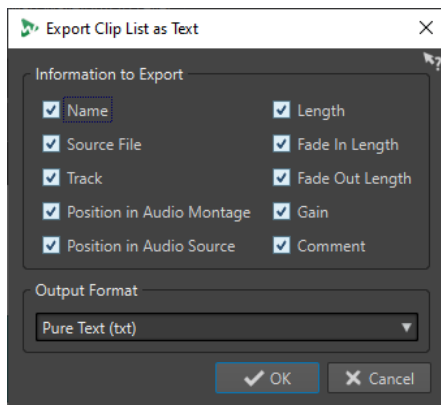 Export Clip List as Text
Information to Export
Name
Length
Source File
Fade In Length
Track
Fade Out Length
Position in Audio Montage
Gain
Position in Audio Source
Comment
Output Format
Pure Text (txt)
OK
Cancel